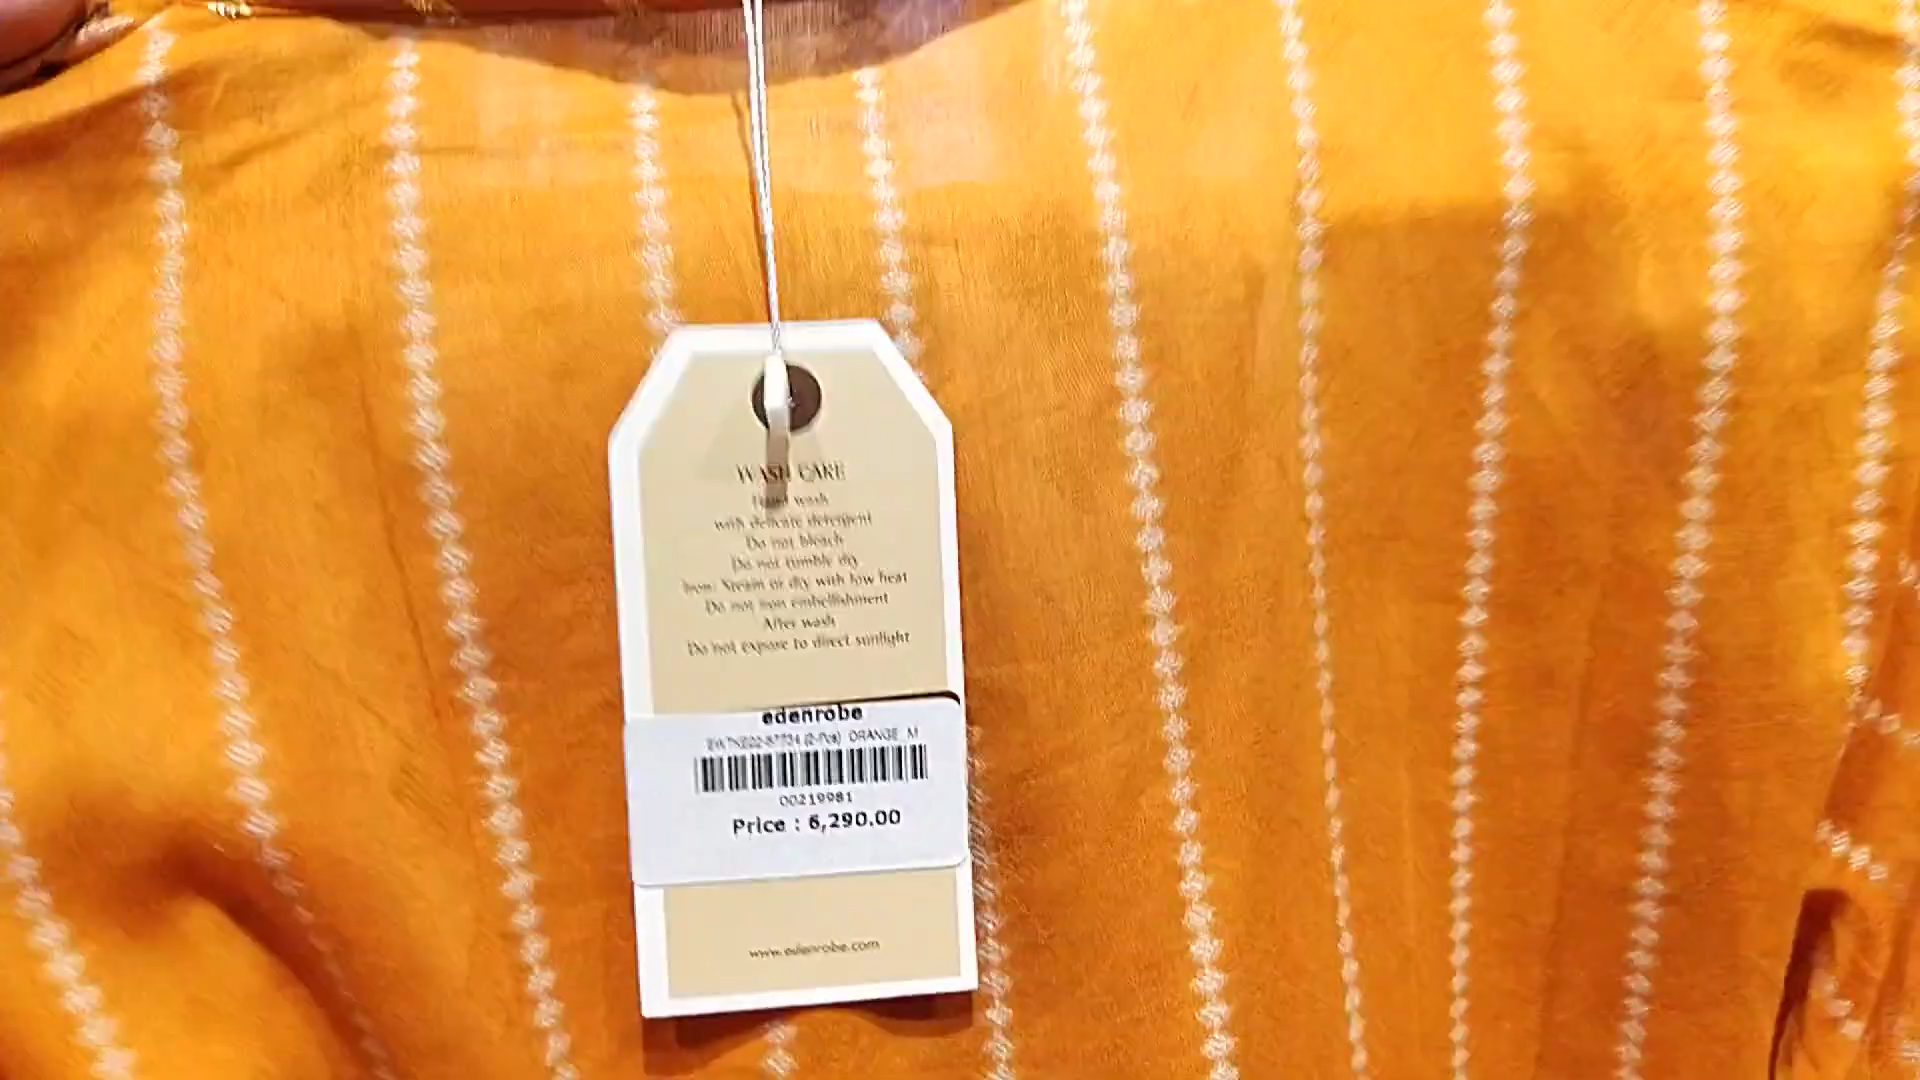 WASH CARE
Hand wash
with delicate detergent
Do not bleach
Do not tumble dry
Iron: Steam or dry with low heat
Do not iron embellishment
After wash
Do not expose to direct sunlight
edenrobe
(2-Pcs) ORANGE M
00219981
Price : 6,290.00
www.edenrobe.com